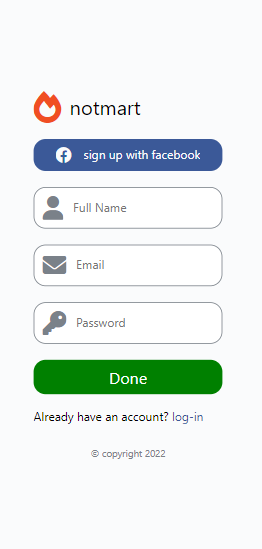 notmart
sign up with facebook
Full Name
Email
Password
Done
Already have an account? log-in
© copyright 2022